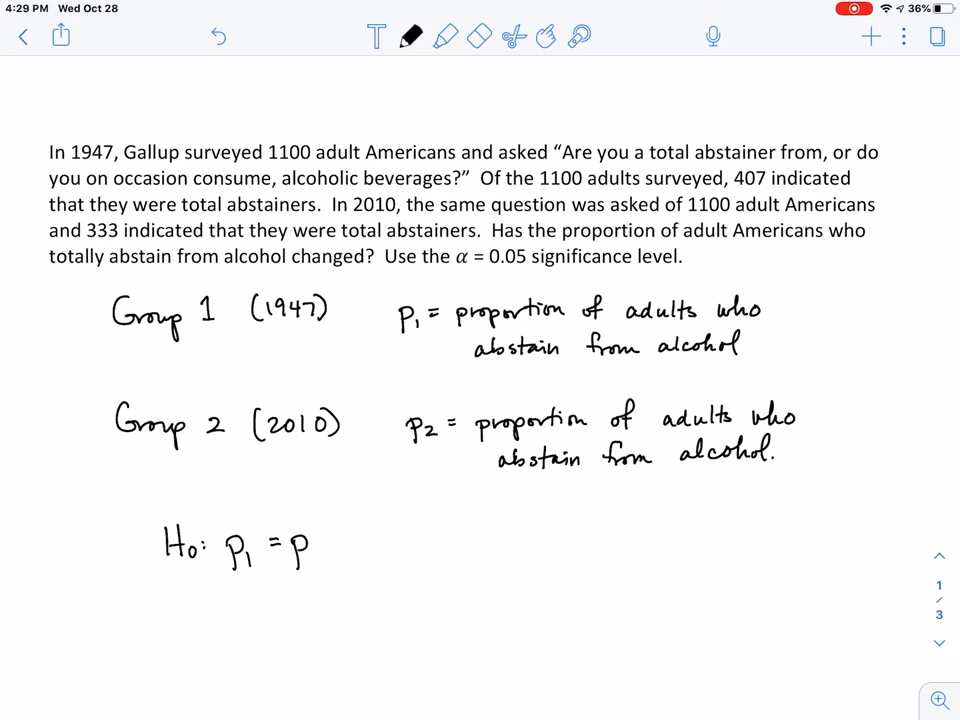 4:29 PM Wed Oct 28
36%
T
In 1947, Gallup surveyed 1100 adult Americans and asked “Are you a total abstainer from, or do
you on occasion consume, alcoholic beverages?” Of the 1100 adults surveyed, 407 indicated
that they were total abstainers. In 2010, the same question was asked of 1100 adult Americans
and 333 indicated that they were total abstainers. Has the proportion of adult Americans who
totally abstain from alcohol changed? Use the α = 0.05 significance level.
Group 1 (1947) p₁ = proportion of adults who
abstain from alcohol
Group 2 (2010) p₂ = proportion of adults who
abstain from alcohol.
H₀: p₁ = p
1
/
3